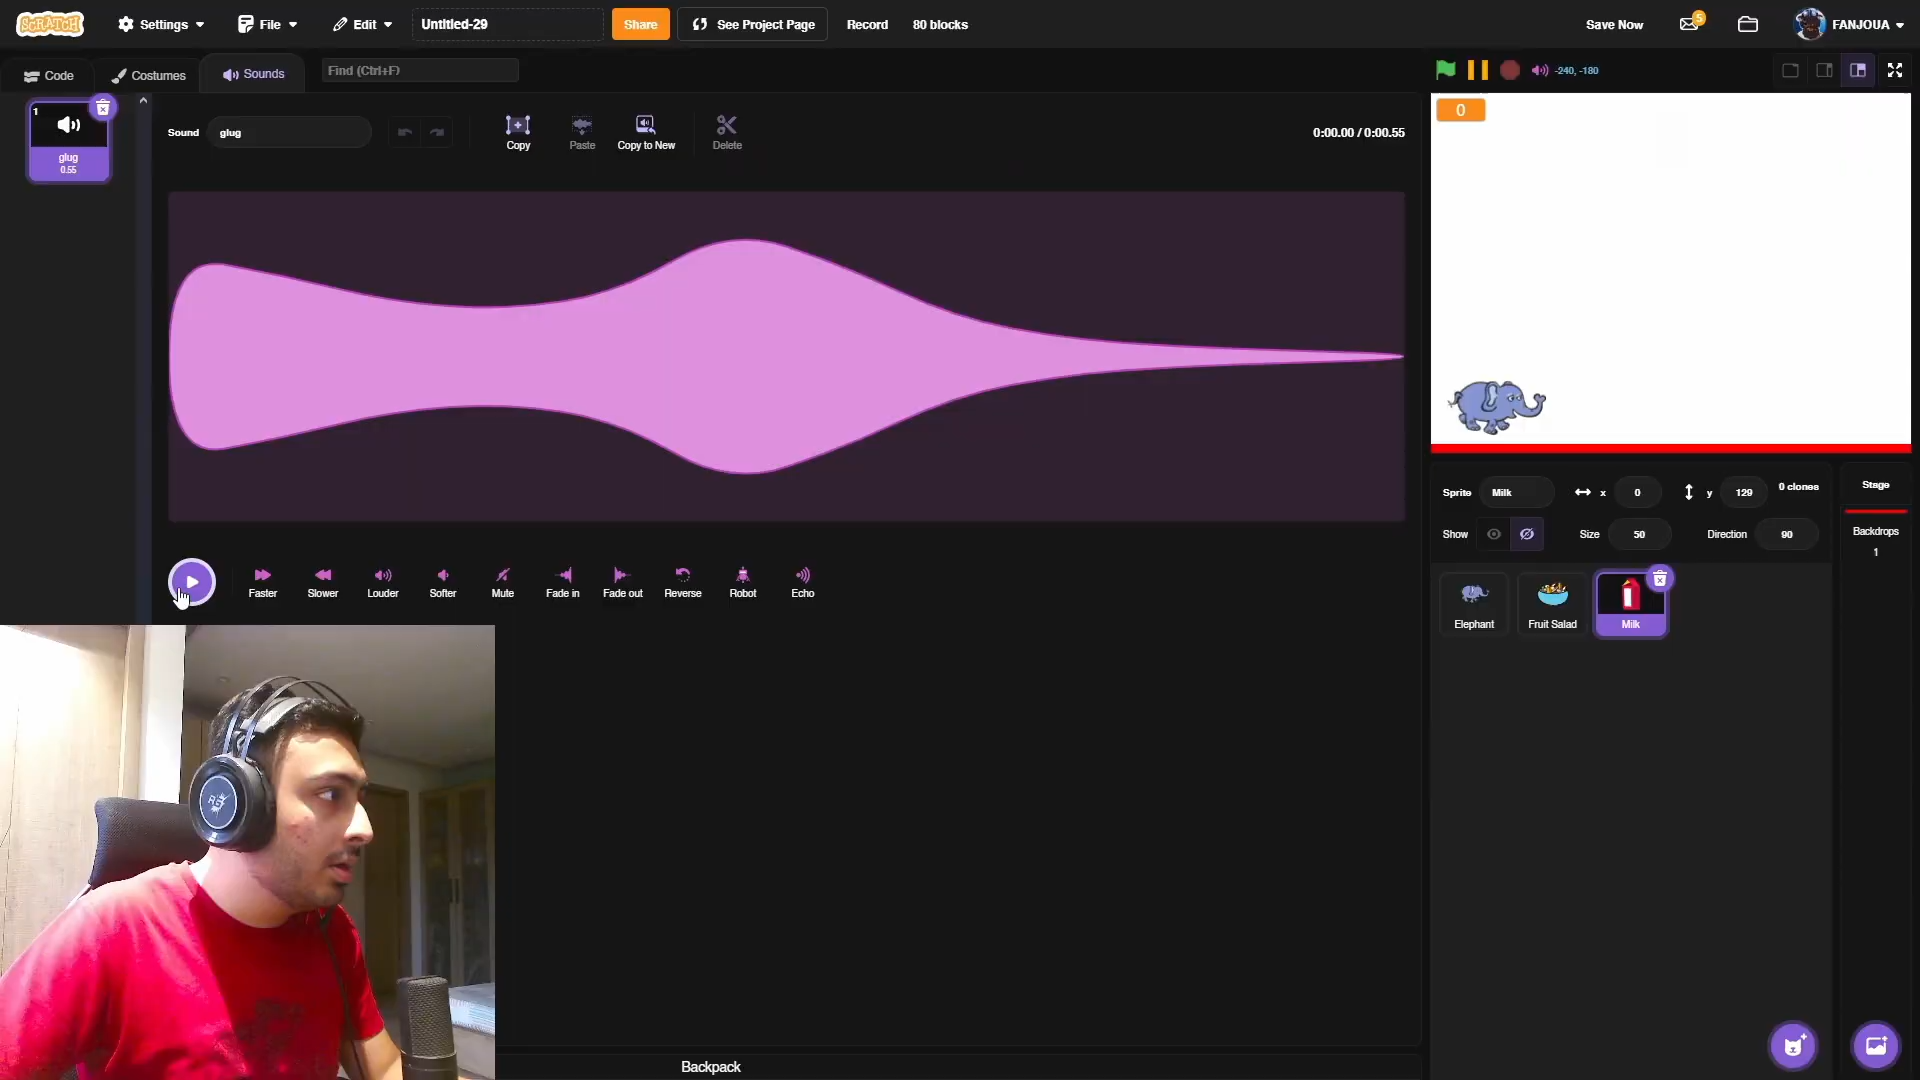 SCRATCH
Settings
File
Edit
Untitled-29
Share
See Project Page
Record
80 blocks
Save Now
5
FANJOUA
Code
Costumes
Sounds
Find (Ctrl+F)
-240, -180
1
glug
0.55
Sound
glug
Copy
Paste
Copy to New
Delete
0:00.00 / 0:00.55
0
Faster
Slower
Louder
Softer
Mute
Fade in
Fade out
Reverse
Robot
Echo
Sprite
Milk
x
0
y
129
0 clones
Show
Size
50
Direction
90
Stage
Backdrops
1
Elephant
Fruit Salad
Milk
Backpack